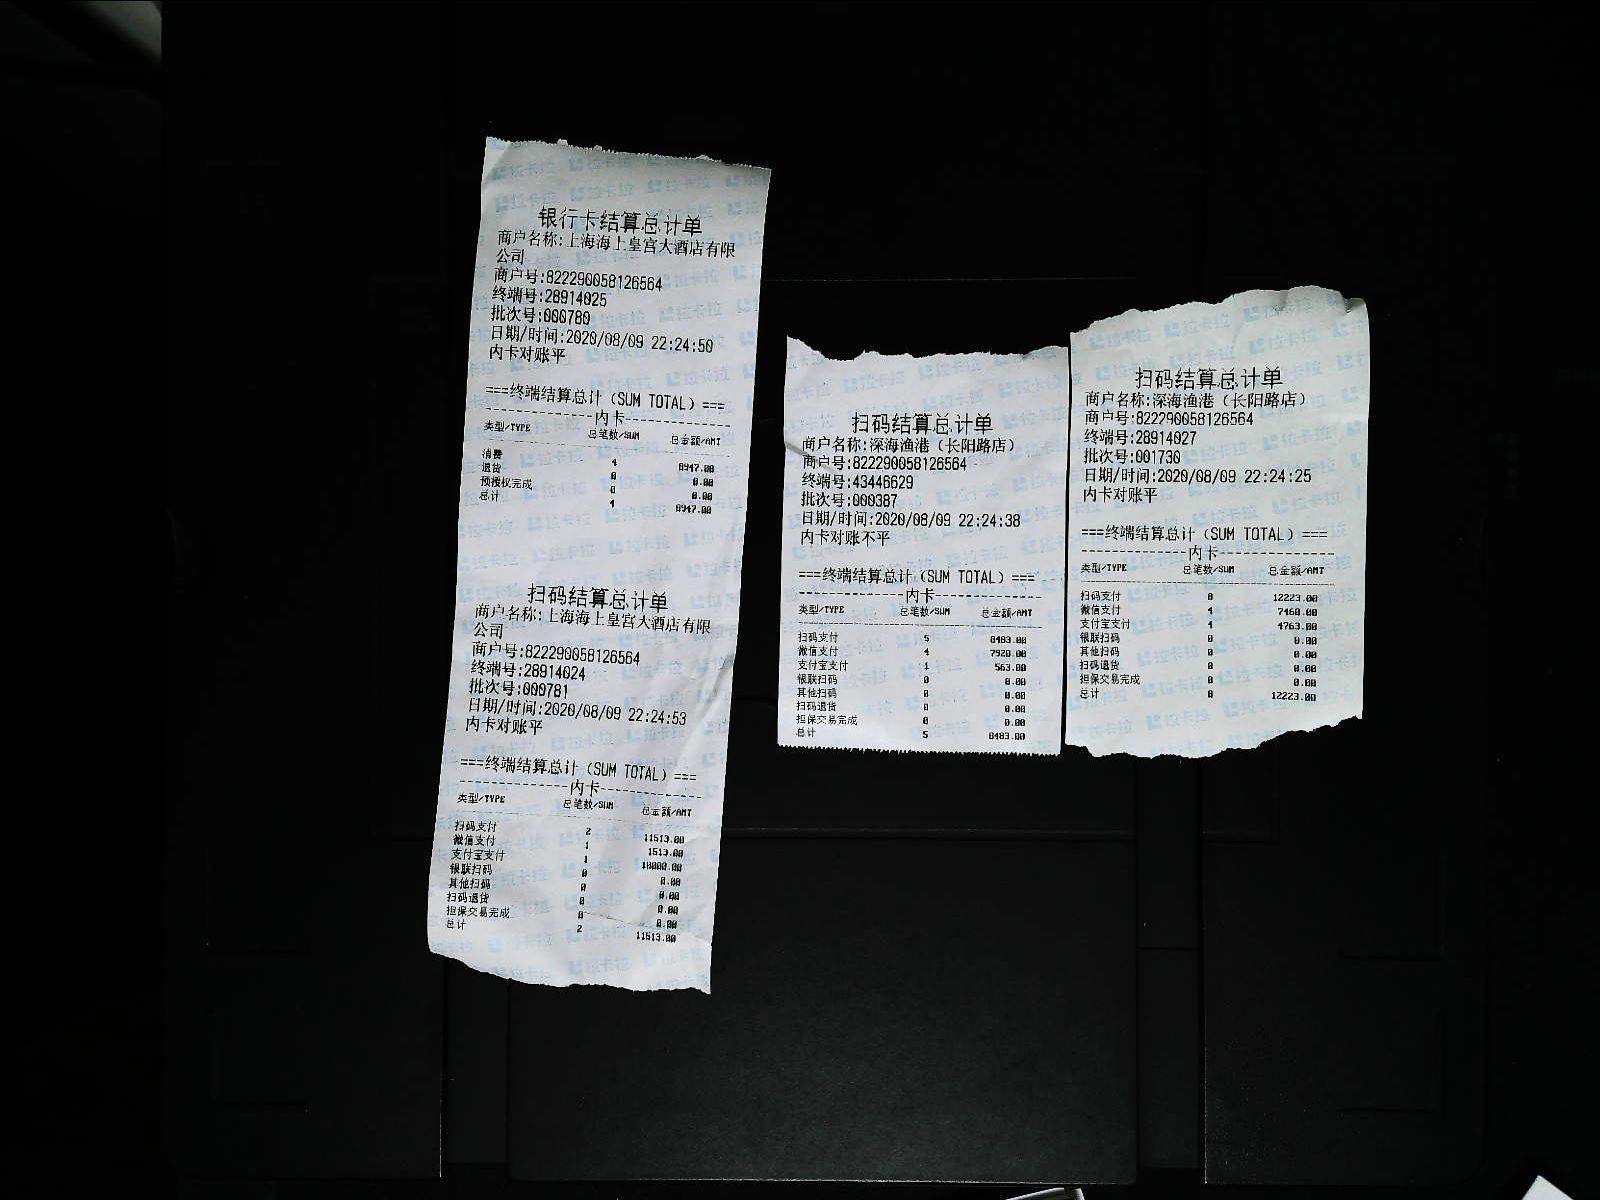 银行卡结算总计单
商户名称:上海海上皇宫大酒店有限
公司
商户号:822290058126564
终端号:28914025
批次号:000780
日期/时间:2020/08/09 22:24:50
内卡对账平
===终端结算总计(SUM TOTAL)===
内卡
类型/TYPE 总笔数/SUM 总金额/AMT
消费 4 8947.00
退货 0 0.00
预授权完成 0 0.00
总计 4 8947.00
扫码结算总计单
商户名称:上海海上皇宫大酒店有限
公司
商户号:822290058126564
终端号:28914024
批次号:000781
日期/时间:2020/08/09 22:24:53
内卡对账平
===终端结算总计(SUM TOTAL)===
内卡
类型/TYPE 总笔数/SUM 总金额/AMT
扫码支付 2 11513.00
微信支付 1 1513.00
支付宝支付 1 10000.00
银联扫码 0 0.00
其他扫码 0 0.00
扫码退货 0 0.00
担保交易完成 0 0.00
总计 2 11513.00
扫码结算总计单
商户名称:深海渔港(长阳路店)
商户号:822290058126564
终端号:43446629
批次号:000387
日期/时间:2020/08/09 22:24:38
内卡对账不平
===终端结算总计(SUM TOTAL)===
内卡
类型/TYPE 总笔数/SUM 总金额/AMT
扫码支付 5 8483.00
微信支付 4 7920.00
支付宝支付 1 563.00
银联扫码 0 0.00
其他扫码 0 0.00
扫码退货 0 0.00
担保交易完成 0 0.00
总计 5 8483.00
扫码结算总计单
商户名称:深海渔港(长阳路店)
商户号:822290058126564
终端号:28914027
批次号:001730
日期/时间:2020/08/09 22:24:25
内卡对账平
===终端结算总计(SUM TOTAL)===
内卡
类型/TYPE 总笔数/SUM 总金额/AMT
扫码支付 8 12223.00
微信支付 4 7460.00
支付宝支付 4 4763.00
银联扫码 0 0.00
其他扫码 0 0.00
扫码退货 0 0.00
担保交易完成 0 0.00
总计 8 12223.00